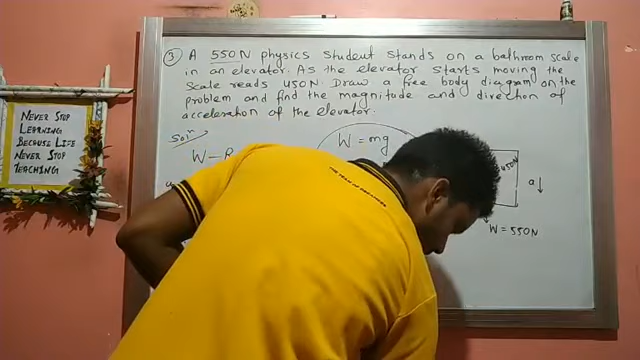 ③ A 550N physics student stands on a bathroom scale
in an elevator. As the elevator starts moving the
scale reads 450N. Draw a free body diagram on the
problem and find the magnitude and direction of
acceleration of the elevator.
Solⁿ
W = mg
W - R
450N
a↓
W = 550N
NEVER STOP
LEARNING
BECAUSE LIFE
NEVER STOP
TEACHING